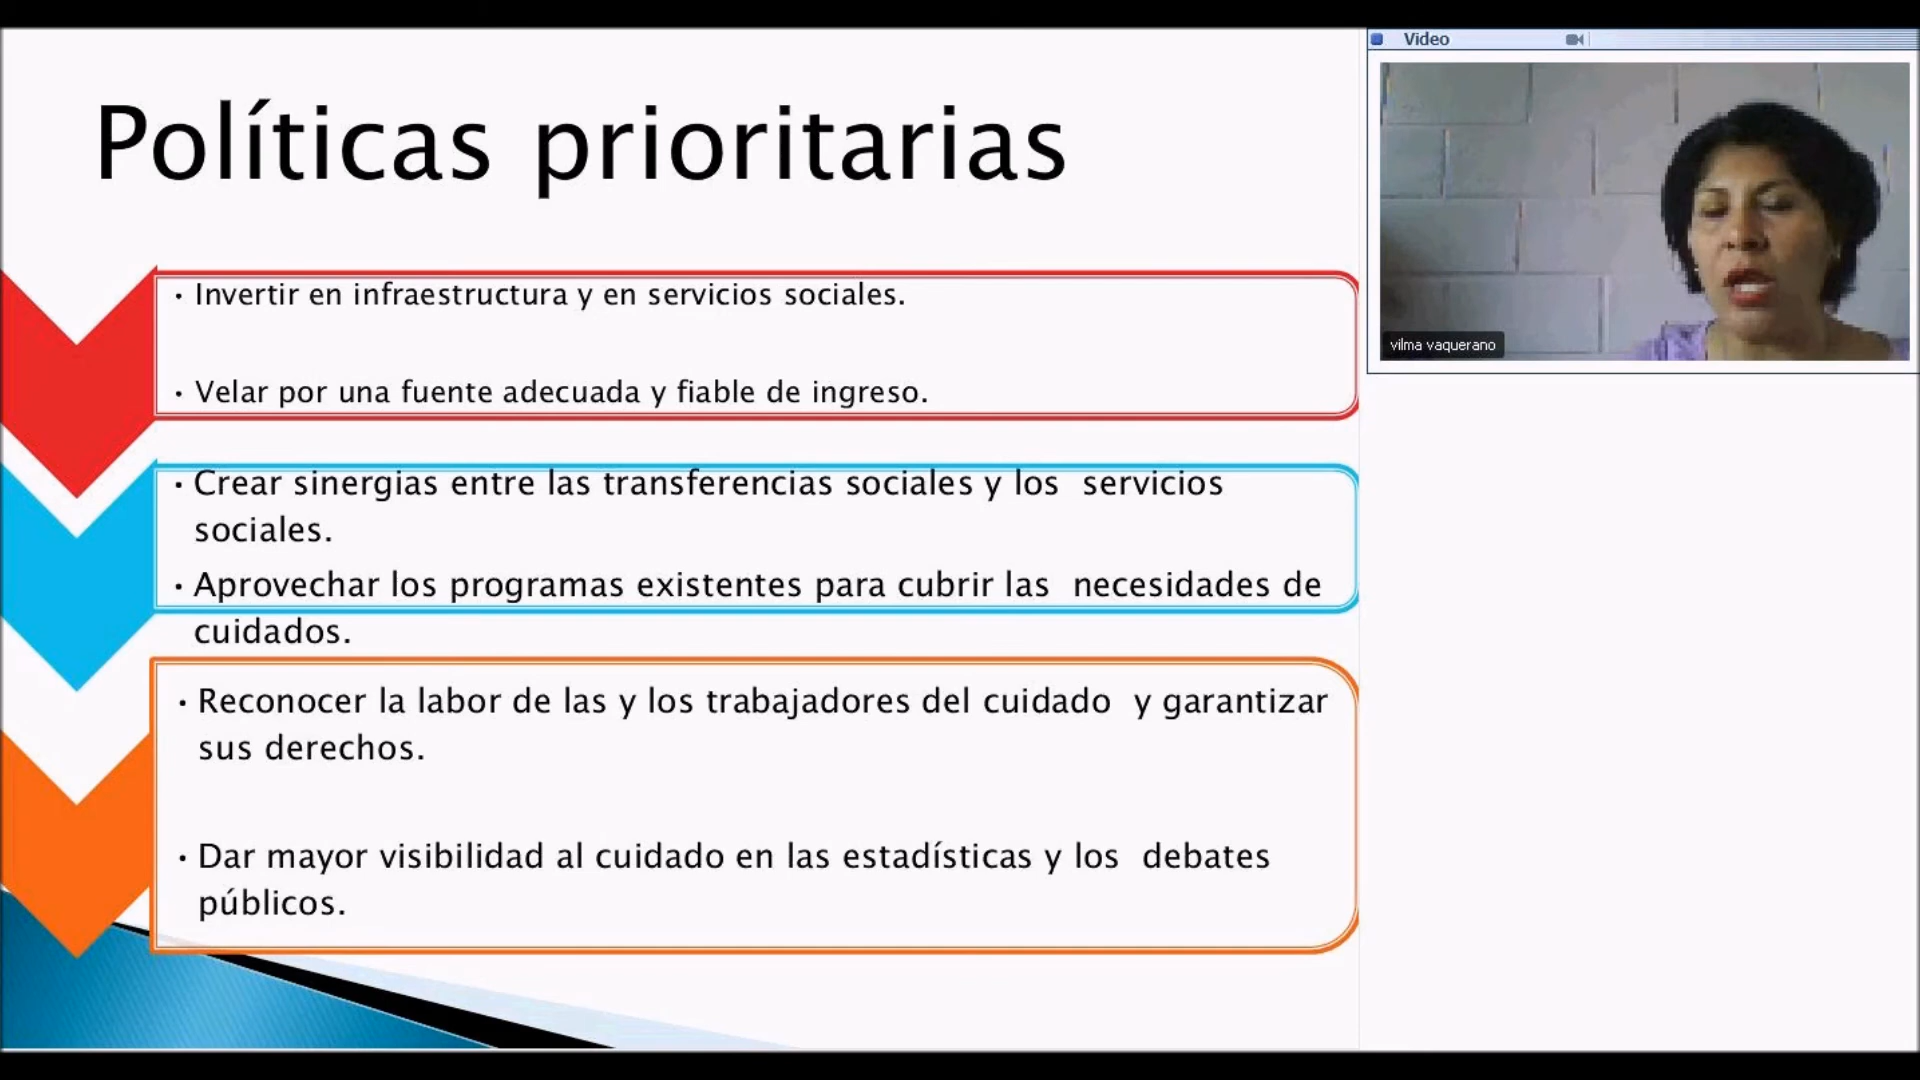 Políticas prioritarias
• Invertir en infraestructura y en servicios sociales.
• Velar por una fuente adecuada y fiable de ingreso.
• Crear sinergias entre las transferencias sociales y los servicios
sociales.
• Aprovechar los programas existentes para cubrir las necesidades de
cuidados.
• Reconocer la labor de las y los trabajadores del cuidado y garantizar
sus derechos.
• Dar mayor visibilidad al cuidado en las estadísticas y los debates
públicos.
Video
vilma vaquerano